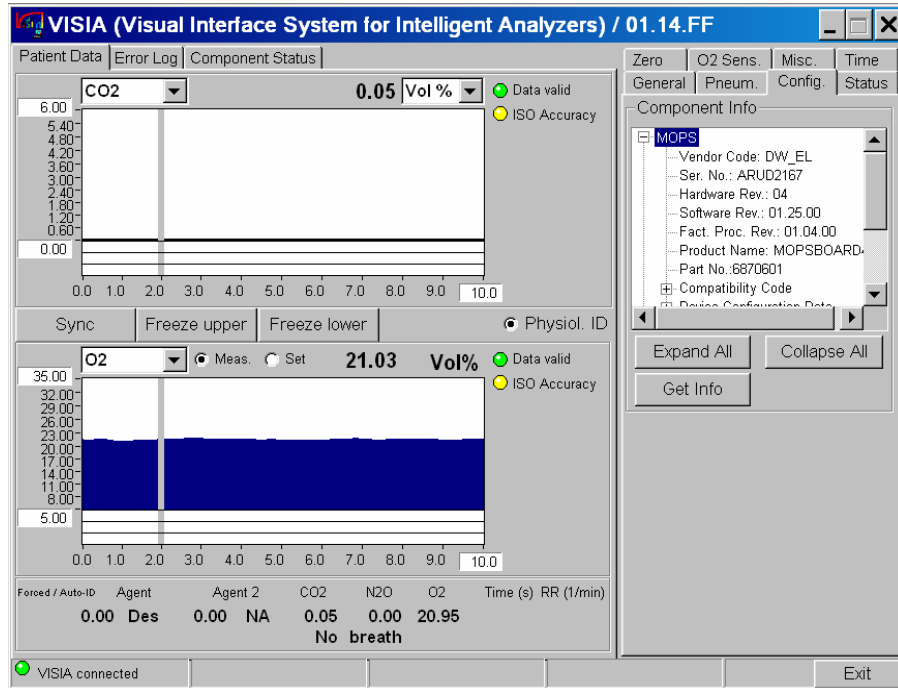 VISIA (Visual Interface System for Intelligent Analyzers) / 01.14.FF
Patient Data Error Log Component Status
CO2 0.05 Vol % Data valid
ISO Accuracy
6.00
5.40
4.80
4.20
3.60
3.00
2.40
1.80
1.20
0.60
0.00
0.0 1.0 2.0 3.0 4.0 5.0 6.0 7.0 8.0 9.0 10.0
Sync Freeze upper Freeze lower Physiol. ID
O2 Meas. Set 21.03 Vol% Data valid
ISO Accuracy
35.00
32.00
29.00
26.00
23.00
20.00
17.00
14.00
11.00
8.00
5.00
0.0 1.0 2.0 3.0 4.0 5.0 6.0 7.0 8.0 9.0 10.0
Forced / Auto-ID Agent Agent 2 CO2 N2O O2 Time (s) RR (1/min)
0.00 Des 0.00 NA 0.05 0.00 20.95
No breath
Zero O2 Sens. Misc. Time
General Pneum. Config. Status
Component Info
MOPS
Vendor Code: DW_EL
Ser. No.: ARUD2167
Hardware Rev.: 04
Software Rev.: 01.25.00
Fact. Proc. Rev.: 01.04.00
Product Name: MOPSBOARD
Part No.:6870601
Compatibility Code
Device Configuration Data
Expand All Collapse All
Get Info
VISIA connected Exit